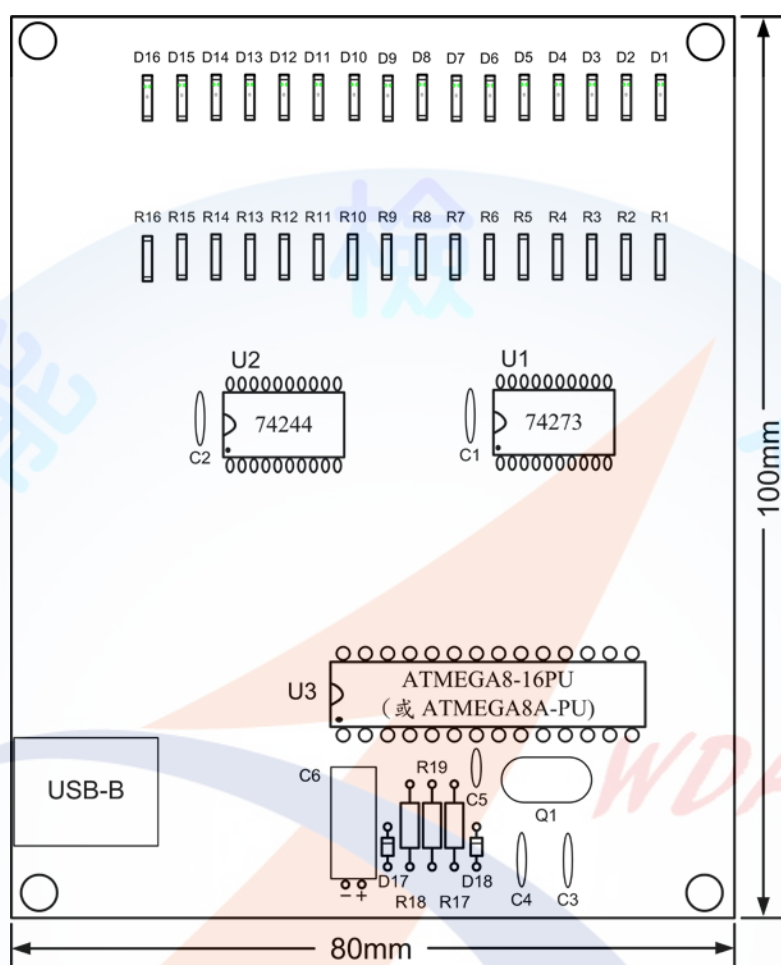 D16 D15 D14 D13 D12 D11 D10 D9 D8 D7 D6 D5 D4 D3 D2 D1
R16 R15 R14 R13 R12 R11 R10 R9 R8 R7 R6 R5 R4 R3 R2 R1
檢
能
U2 U1
74244 74273
C2 C1
100mm
U3
ATMEGA8-16PU
(或 ATMEGA8A-PU)
USB-B
C6 R19 C5
WDA
Q1
D17 D18
− +
R18 R17 C4 C3
80mm